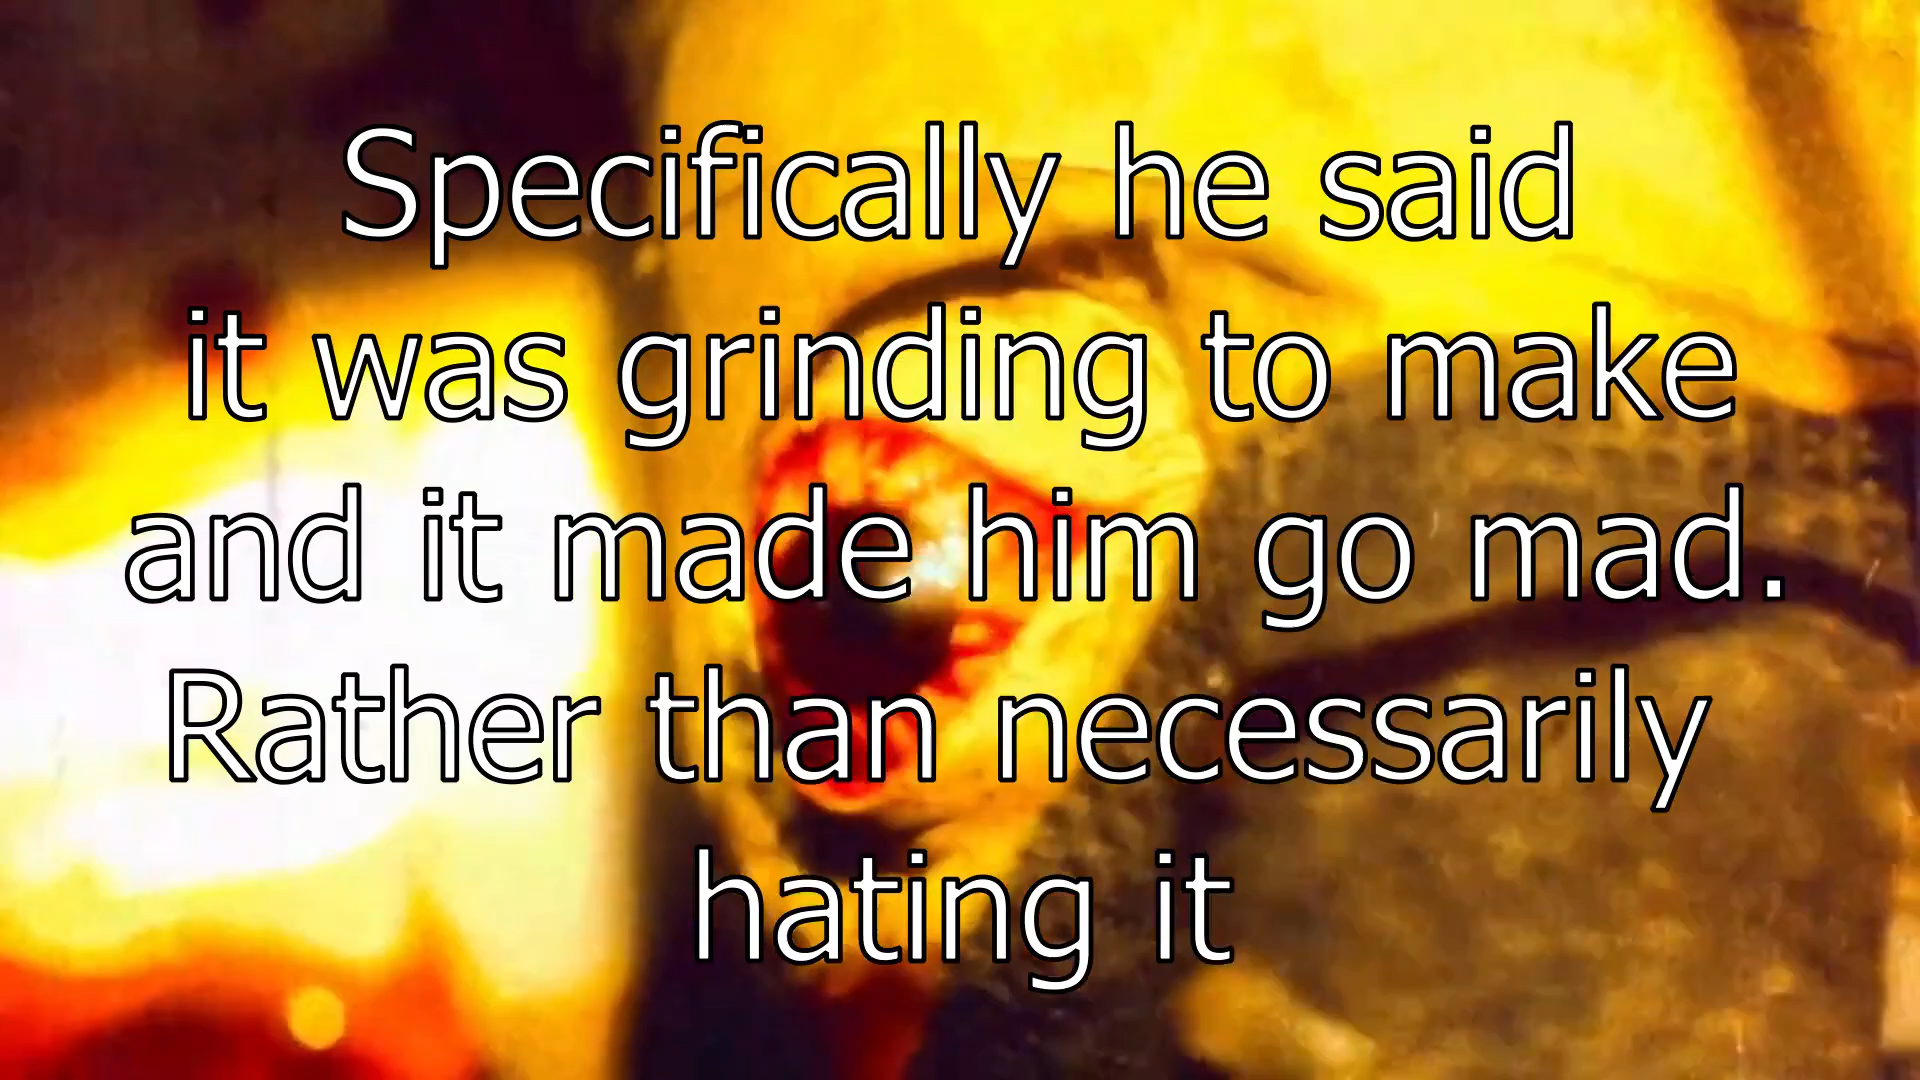 Specifically he said
it was grinding to make
and it made him go mad.
Rather than necessarily
hating it